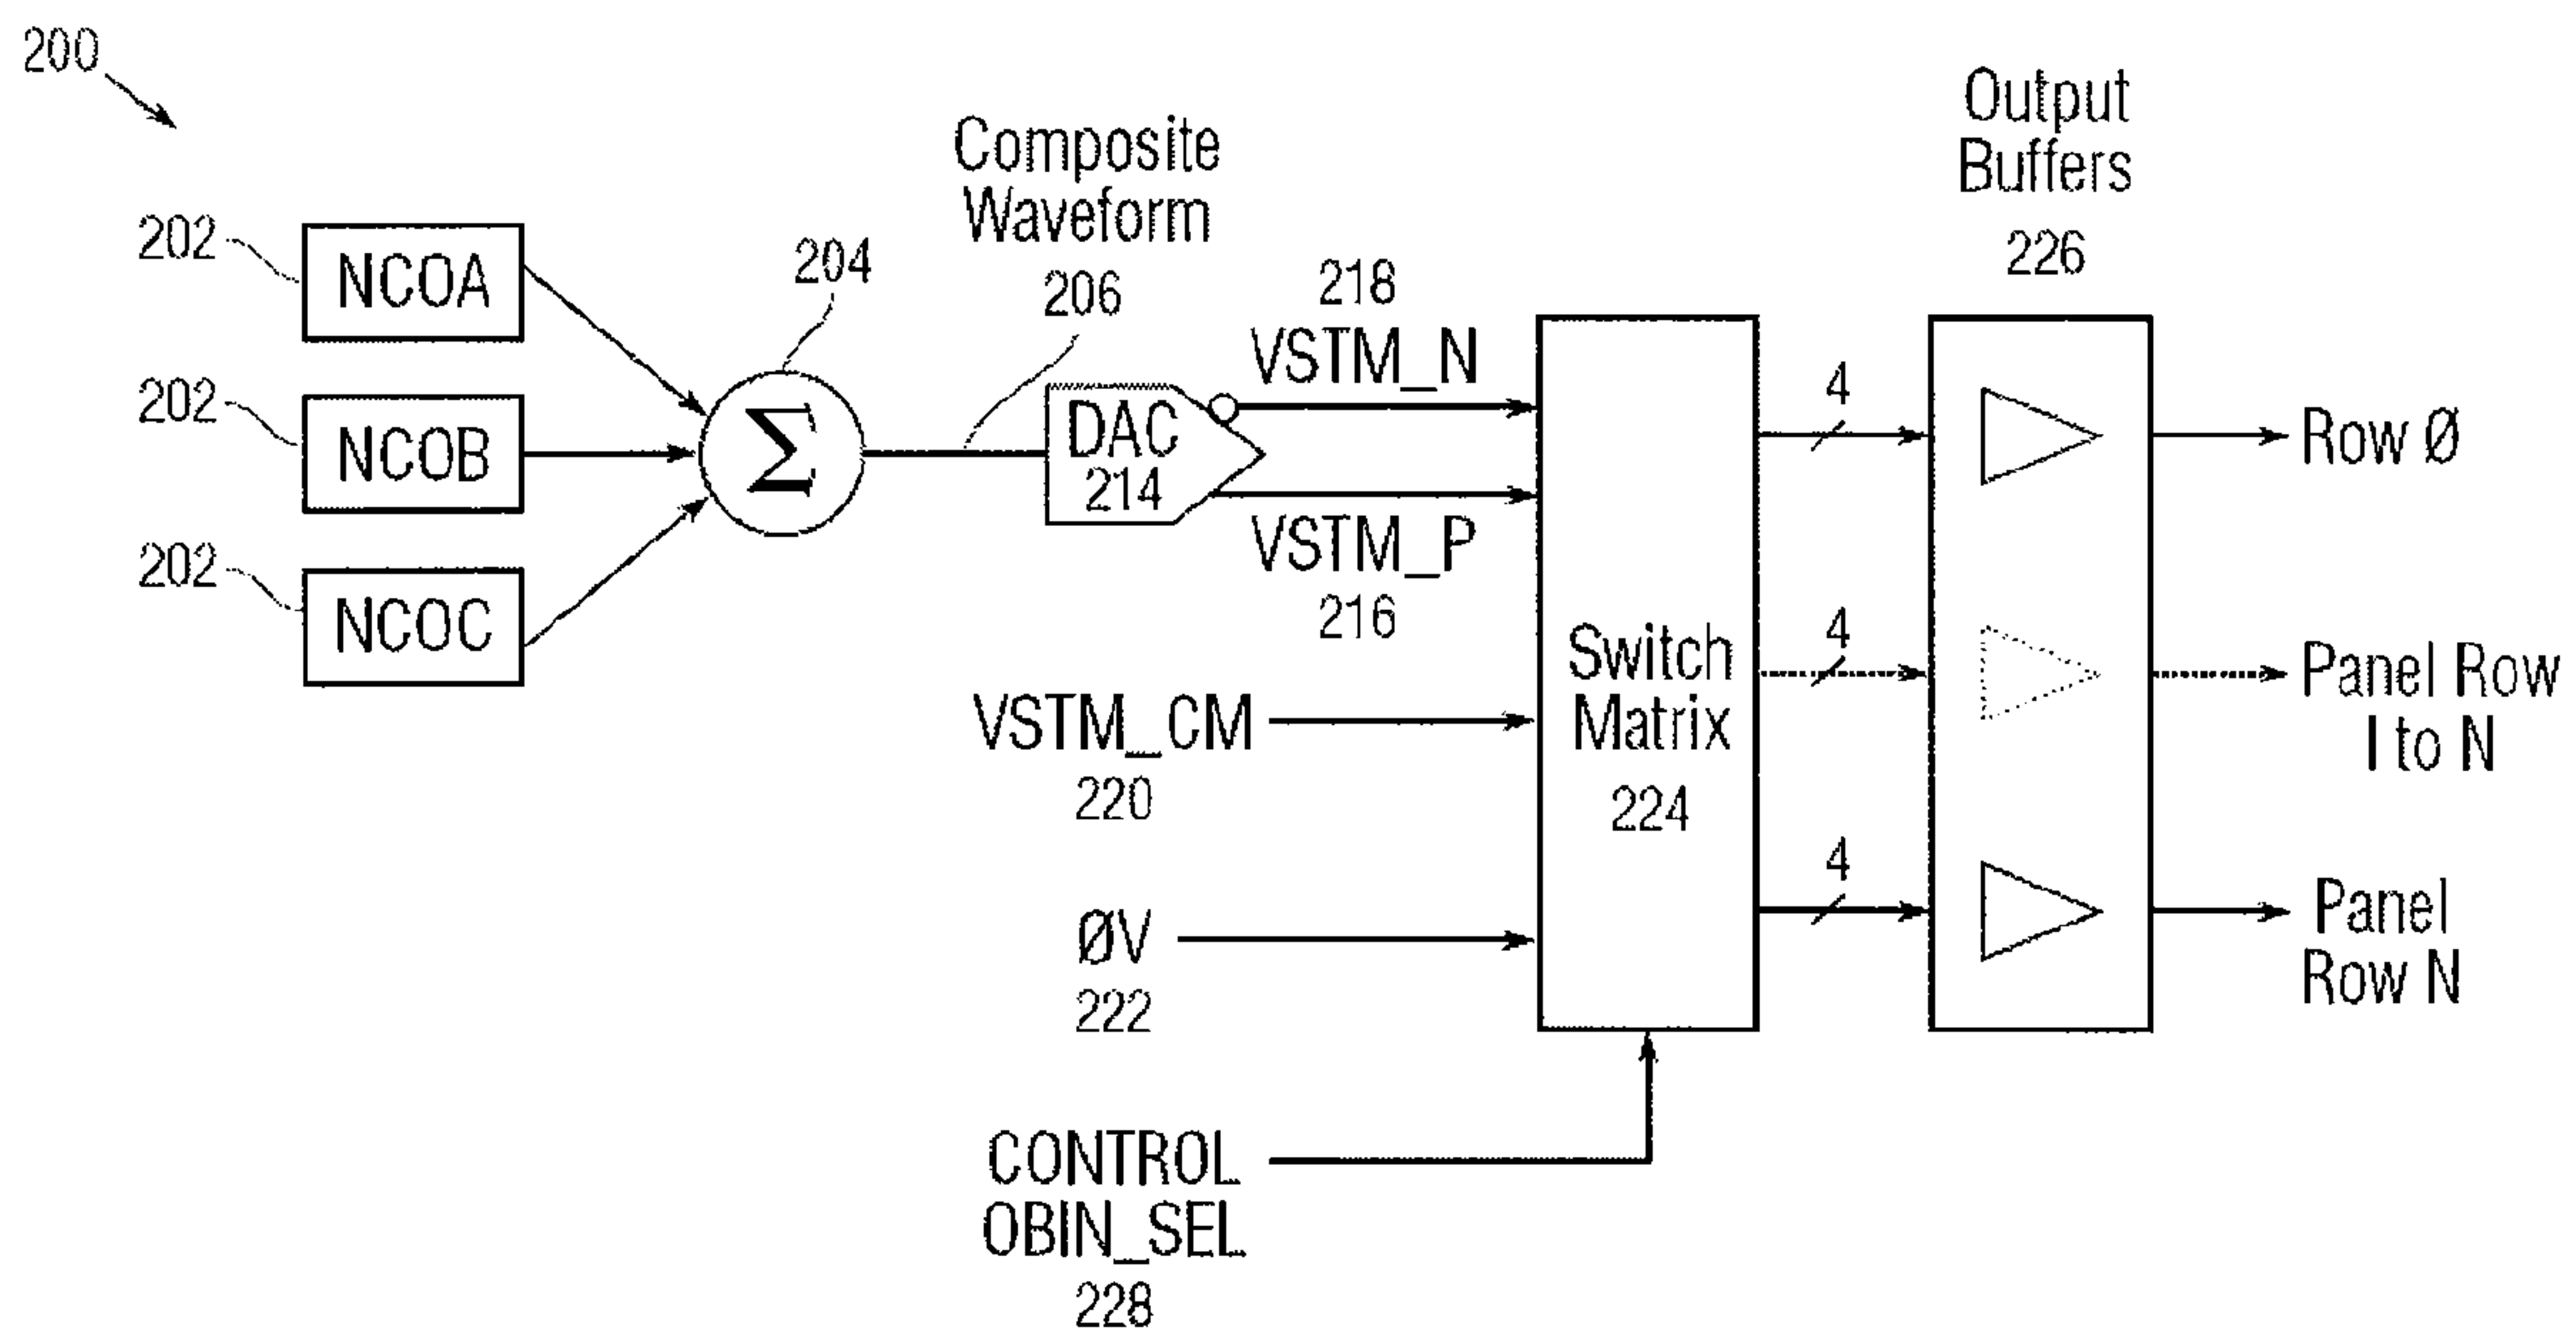 200
202
NCOA
202
NCOB
202
NCOC
204
Σ
Composite
Waveform
206
DAC
214
218
VSTM_N
VSTM_P
216
VSTM_CM
220
ØV
222
CONTROL
OBIN_SEL
228
Switch
Matrix
224
4
4
4
Output
Buffers
226
Row Ø
Panel Row
I to N
Panel
Row N